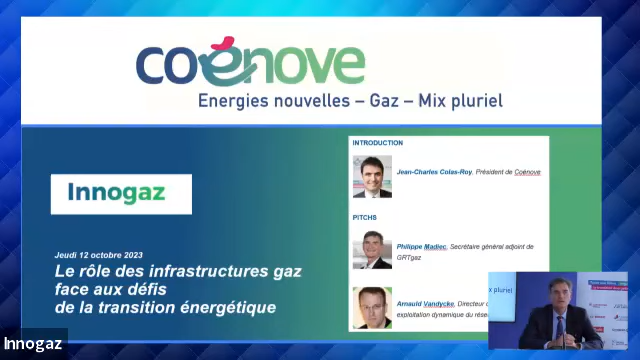 coénove
Energies nouvelles – Gaz – Mix pluriel
Innogaz
Jeudi 12 octobre 2023
Le rôle des infrastructures gaz
face aux défis
de la transition énergétique
INTRODUCTION
Jean-Charles Colas-Roy, Président de Coénove
PITCHS
Philippe Madiec, Secrétaire général adjoint de
GRTgaz
Arnauld Vandycke, Directeur
exploitation dynamique du
x pluriel
Innogaz